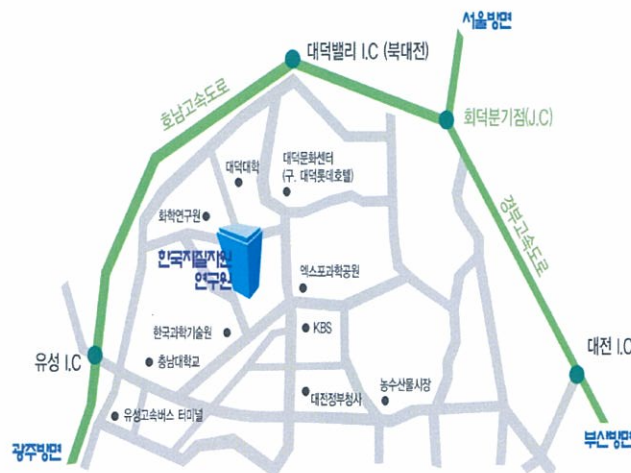 서울방면
대덕밸리 I.C (북대전)
호남고속도로
회덕분기점(J.C)
대덕문화센터
(구. 대덕롯데호텔)
대덕대학
화학연구원
경부고속도로
한국지질자원
연구원
엑스포과학공원
한국과학기술원
KBS
유성 I.C
충남대학교
대전 I.C
대전정부청사
농수산물시장
유성고속버스 터미널
광주방면
부산방면